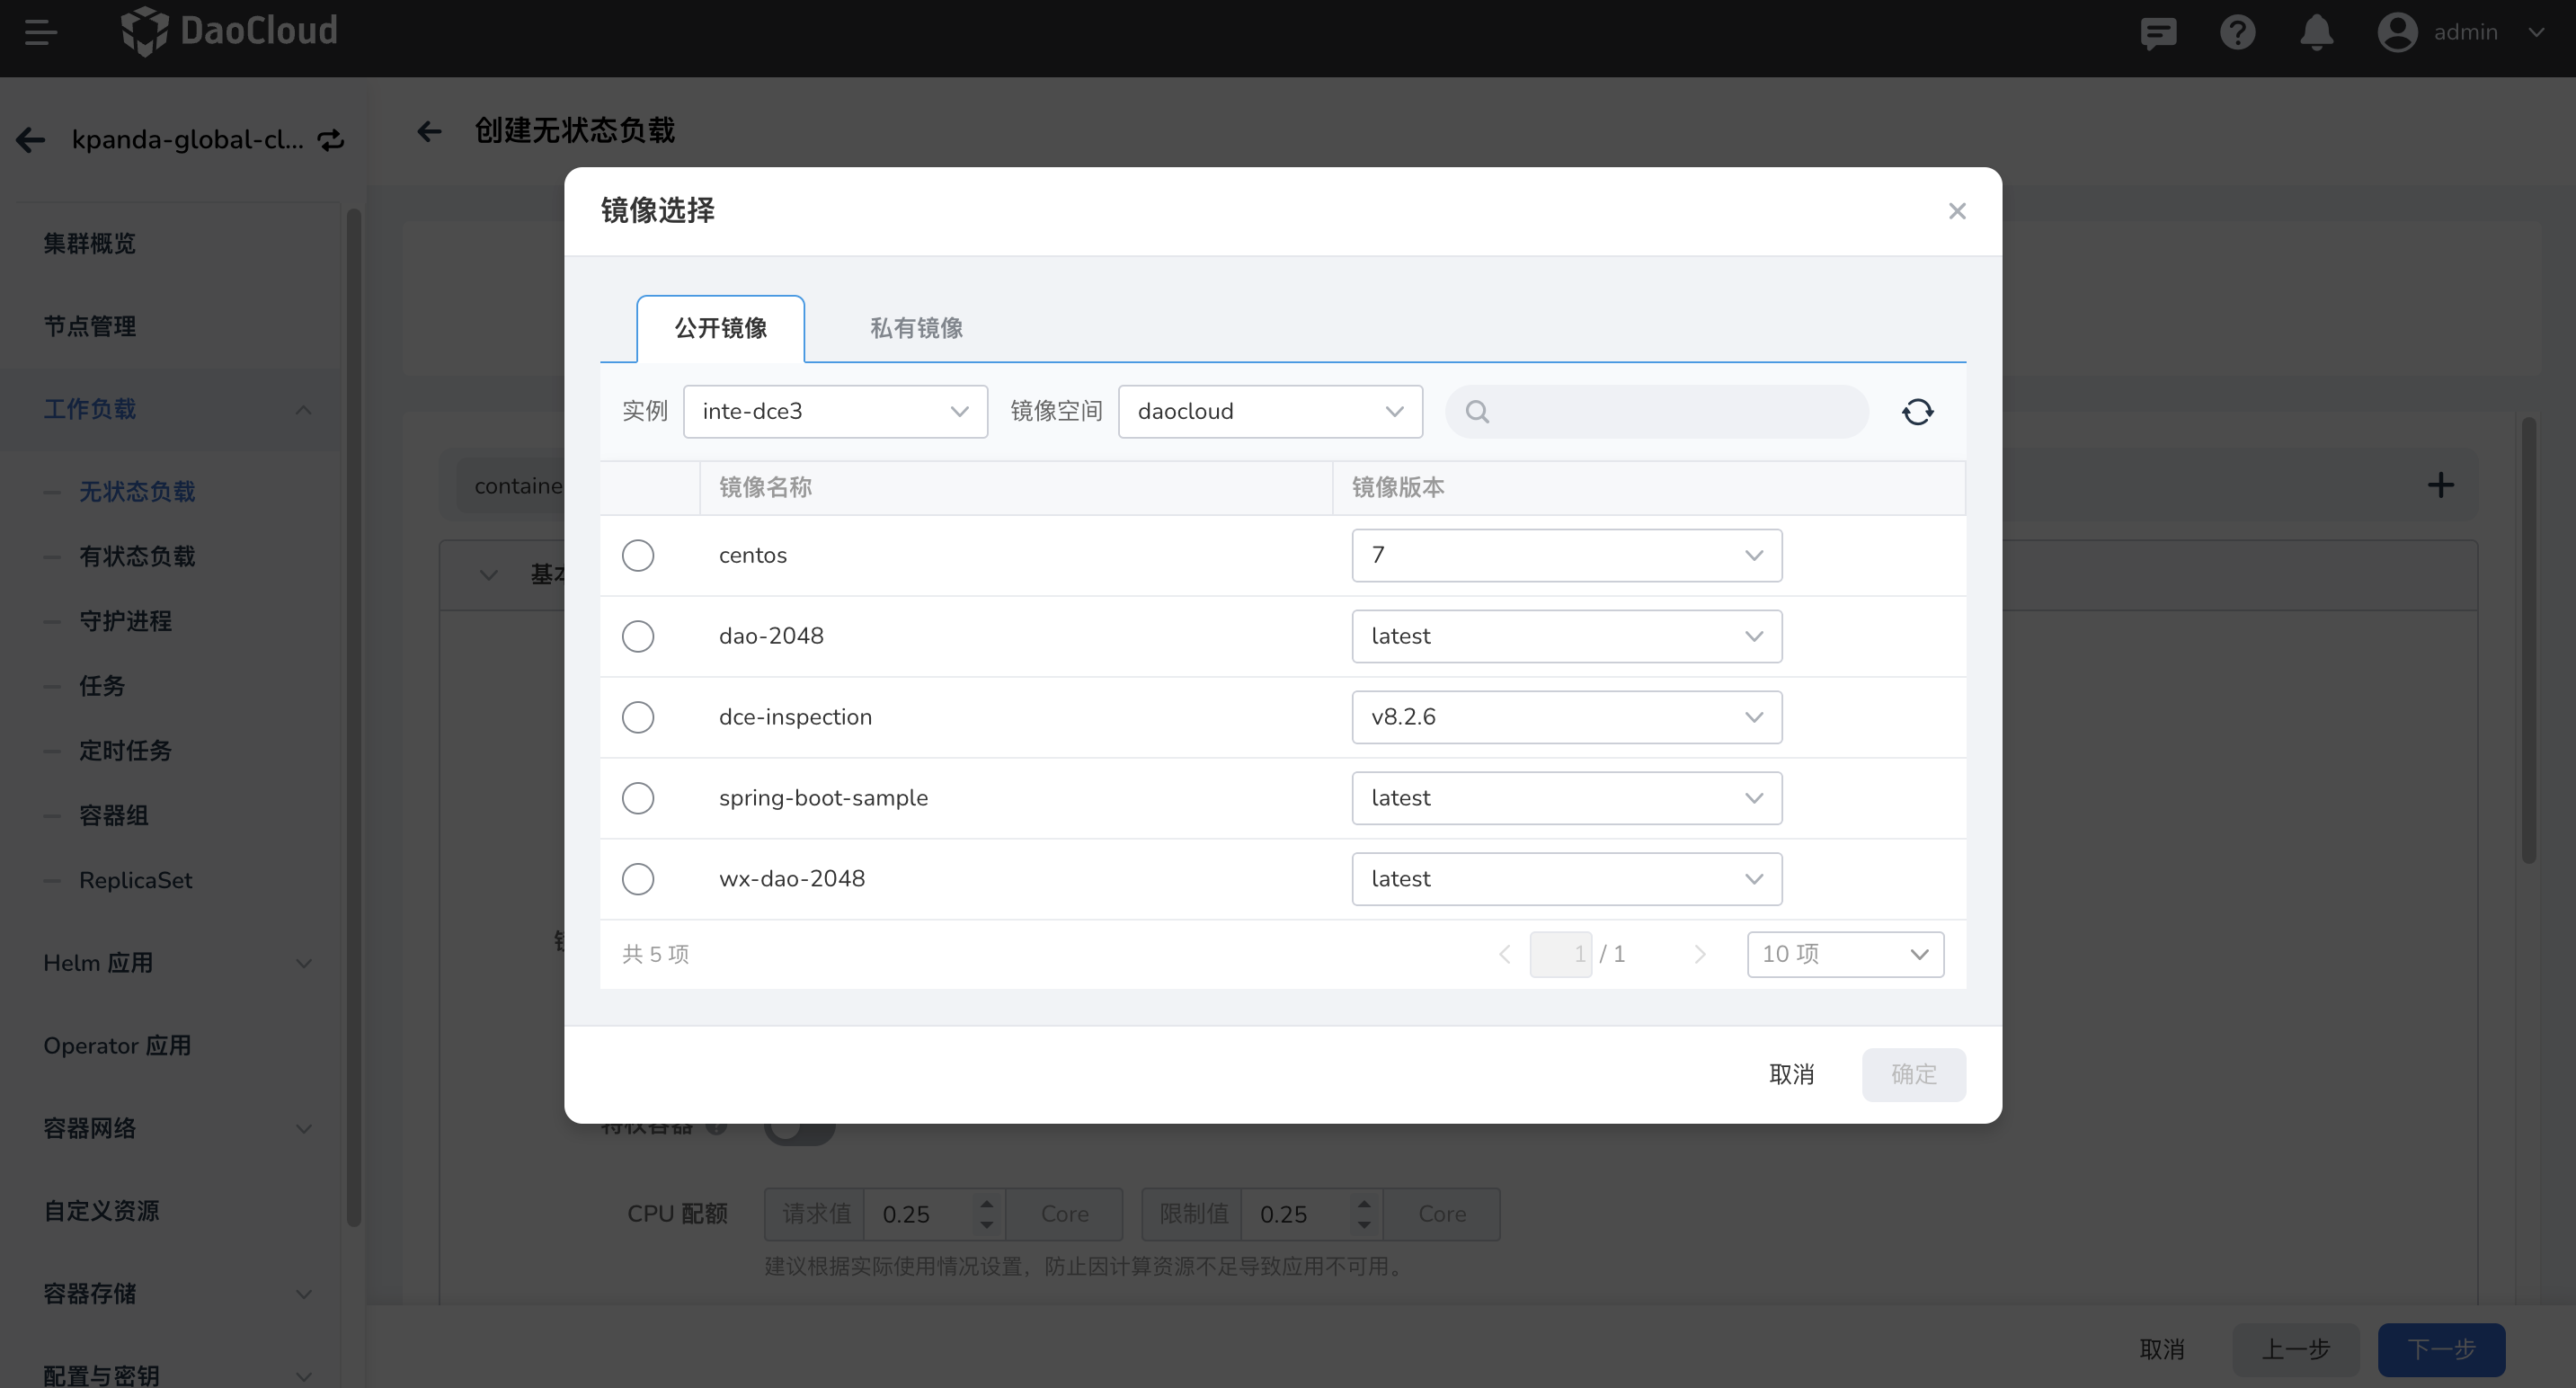 DaoCloud
admin
kpanda-global-cl...
创建无状态负载
集群概览
节点管理
工作负载
无状态负载
有状态负载
守护进程
任务
定时任务
容器组
ReplicaSet
Helm 应用
Operator 应用
容器网络
自定义资源
容器存储
配置与密钥
containe
基本
镜像选择
公开镜像
私有镜像
实例 inte-dce3 镜像空间 daocloud
镜像名称 镜像版本
centos 7
dao-2048 latest
dce-inspection v8.2.6
spring-boot-sample latest
wx-dao-2048 latest
共 5 项 1 / 1 10 项
取消 确定
特权容器
CPU 配额 请求值 0.25 Core 限制值 0.25 Core
建议根据实际使用情况设置，防止因计算资源不足导致应用不可用。
取消 上一步 下一步